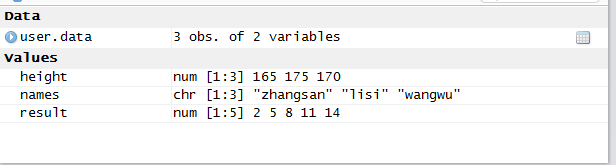 Data
user.data 3 obs. of 2 variables
Values
height num [1:3] 165 175 170
names chr [1:3] "zhangsan" "lisi" "wangwu"
result num [1:5] 2 5 8 11 14